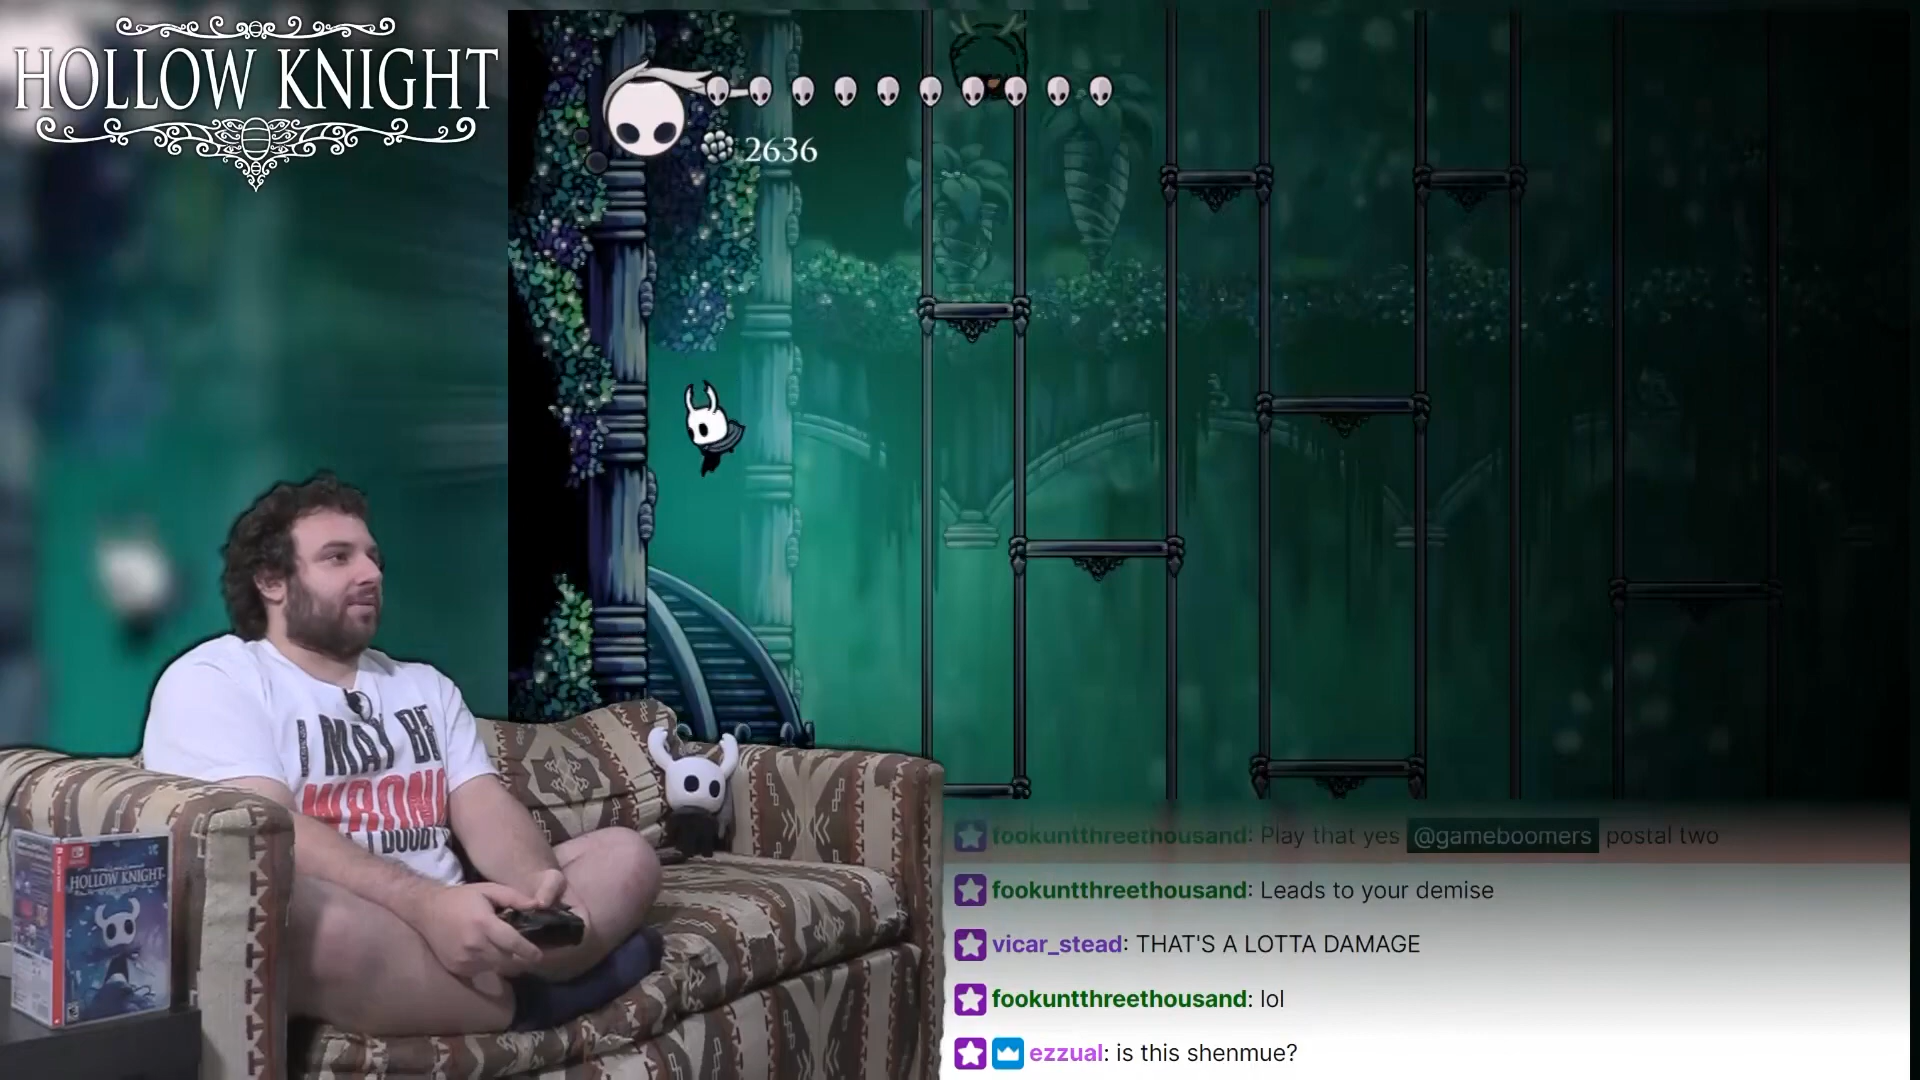 HOLLOW KNIGHT
2636
I MAY BE
WRONG
I DOUBT
HOLLOW KNIGHT
fookuntthreethousand: Play that yes @gameboomers postal two
fookuntthreethousand: Leads to your demise
vicar_stead: THAT'S A LOTTA DAMAGE
fookuntthreethousand: lol
ezzual: is this shenmue?